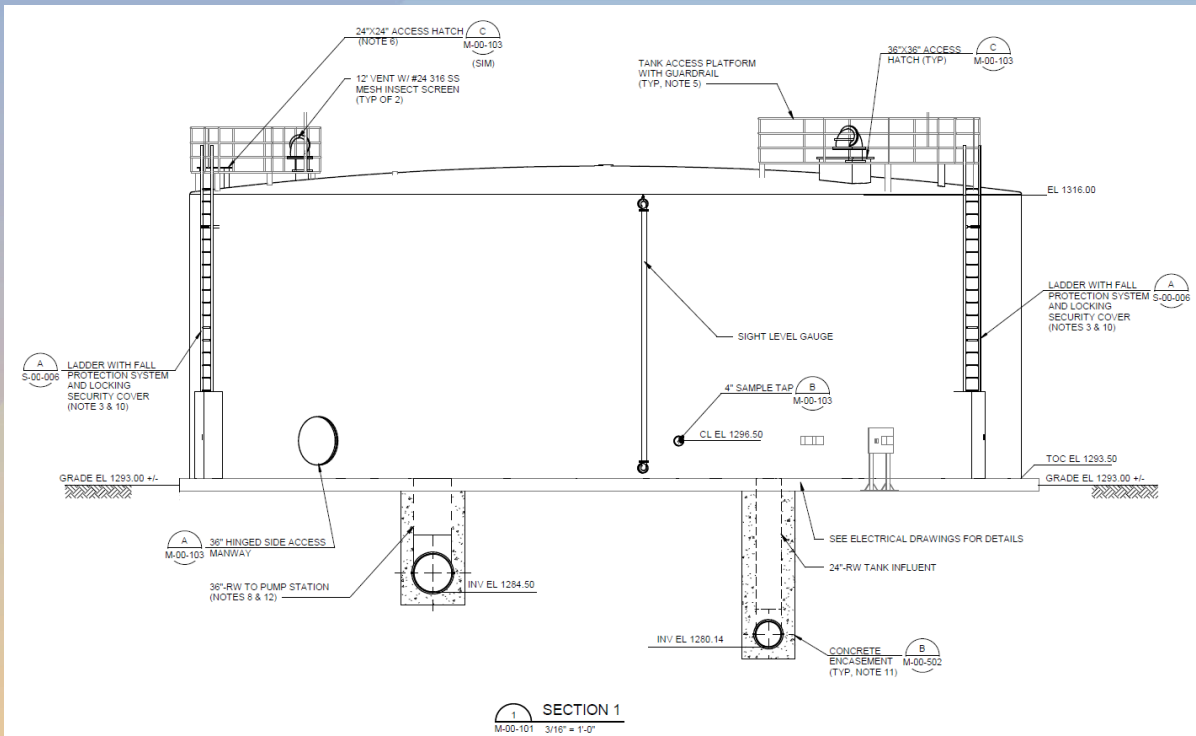 24"X24" ACCESS HATCH
(NOTE 6)
C
M-00-103
(SIM)
12' VENT W/ #24 316 SS
MESH INSECT SCREEN
(TYP OF 2)
TANK ACCESS PLATFORM
WITH GUARDRAIL
(TYP, NOTE 5)
36"X36" ACCESS
HATCH (TYP)
C
M-00-103
EL 1316.00
LADDER WITH FALL
PROTECTION SYSTEM
AND LOCKING
SECURITY COVER
(NOTES 3 & 10)
A
S-00-006
SIGHT LEVEL GAUGE
A
S-00-006
LADDER WITH FALL
PROTECTION SYSTEM
AND LOCKING
SECURITY COVER
(NOTE 3 & 10)
4" SAMPLE TAP
B
M-00-103
CL EL 1296.50
TOC EL 1293.50
GRADE EL 1293.00 +/-
GRADE EL 1293.00 +/-
A
M-00-103
36" HINGED SIDE ACCESS
MANWAY
SEE ELECTRICAL DRAWINGS FOR DETAILS
24"-RW TANK INFLUENT
36"-RW TO PUMP STATION
(NOTES 8 & 12)
INV EL 1284.50
INV EL 1280.14
CONCRETE
ENCASEMENT
(TYP, NOTE 11)
B
M-00-502
1
M-00-101
SECTION 1
3/16" = 1'-0"